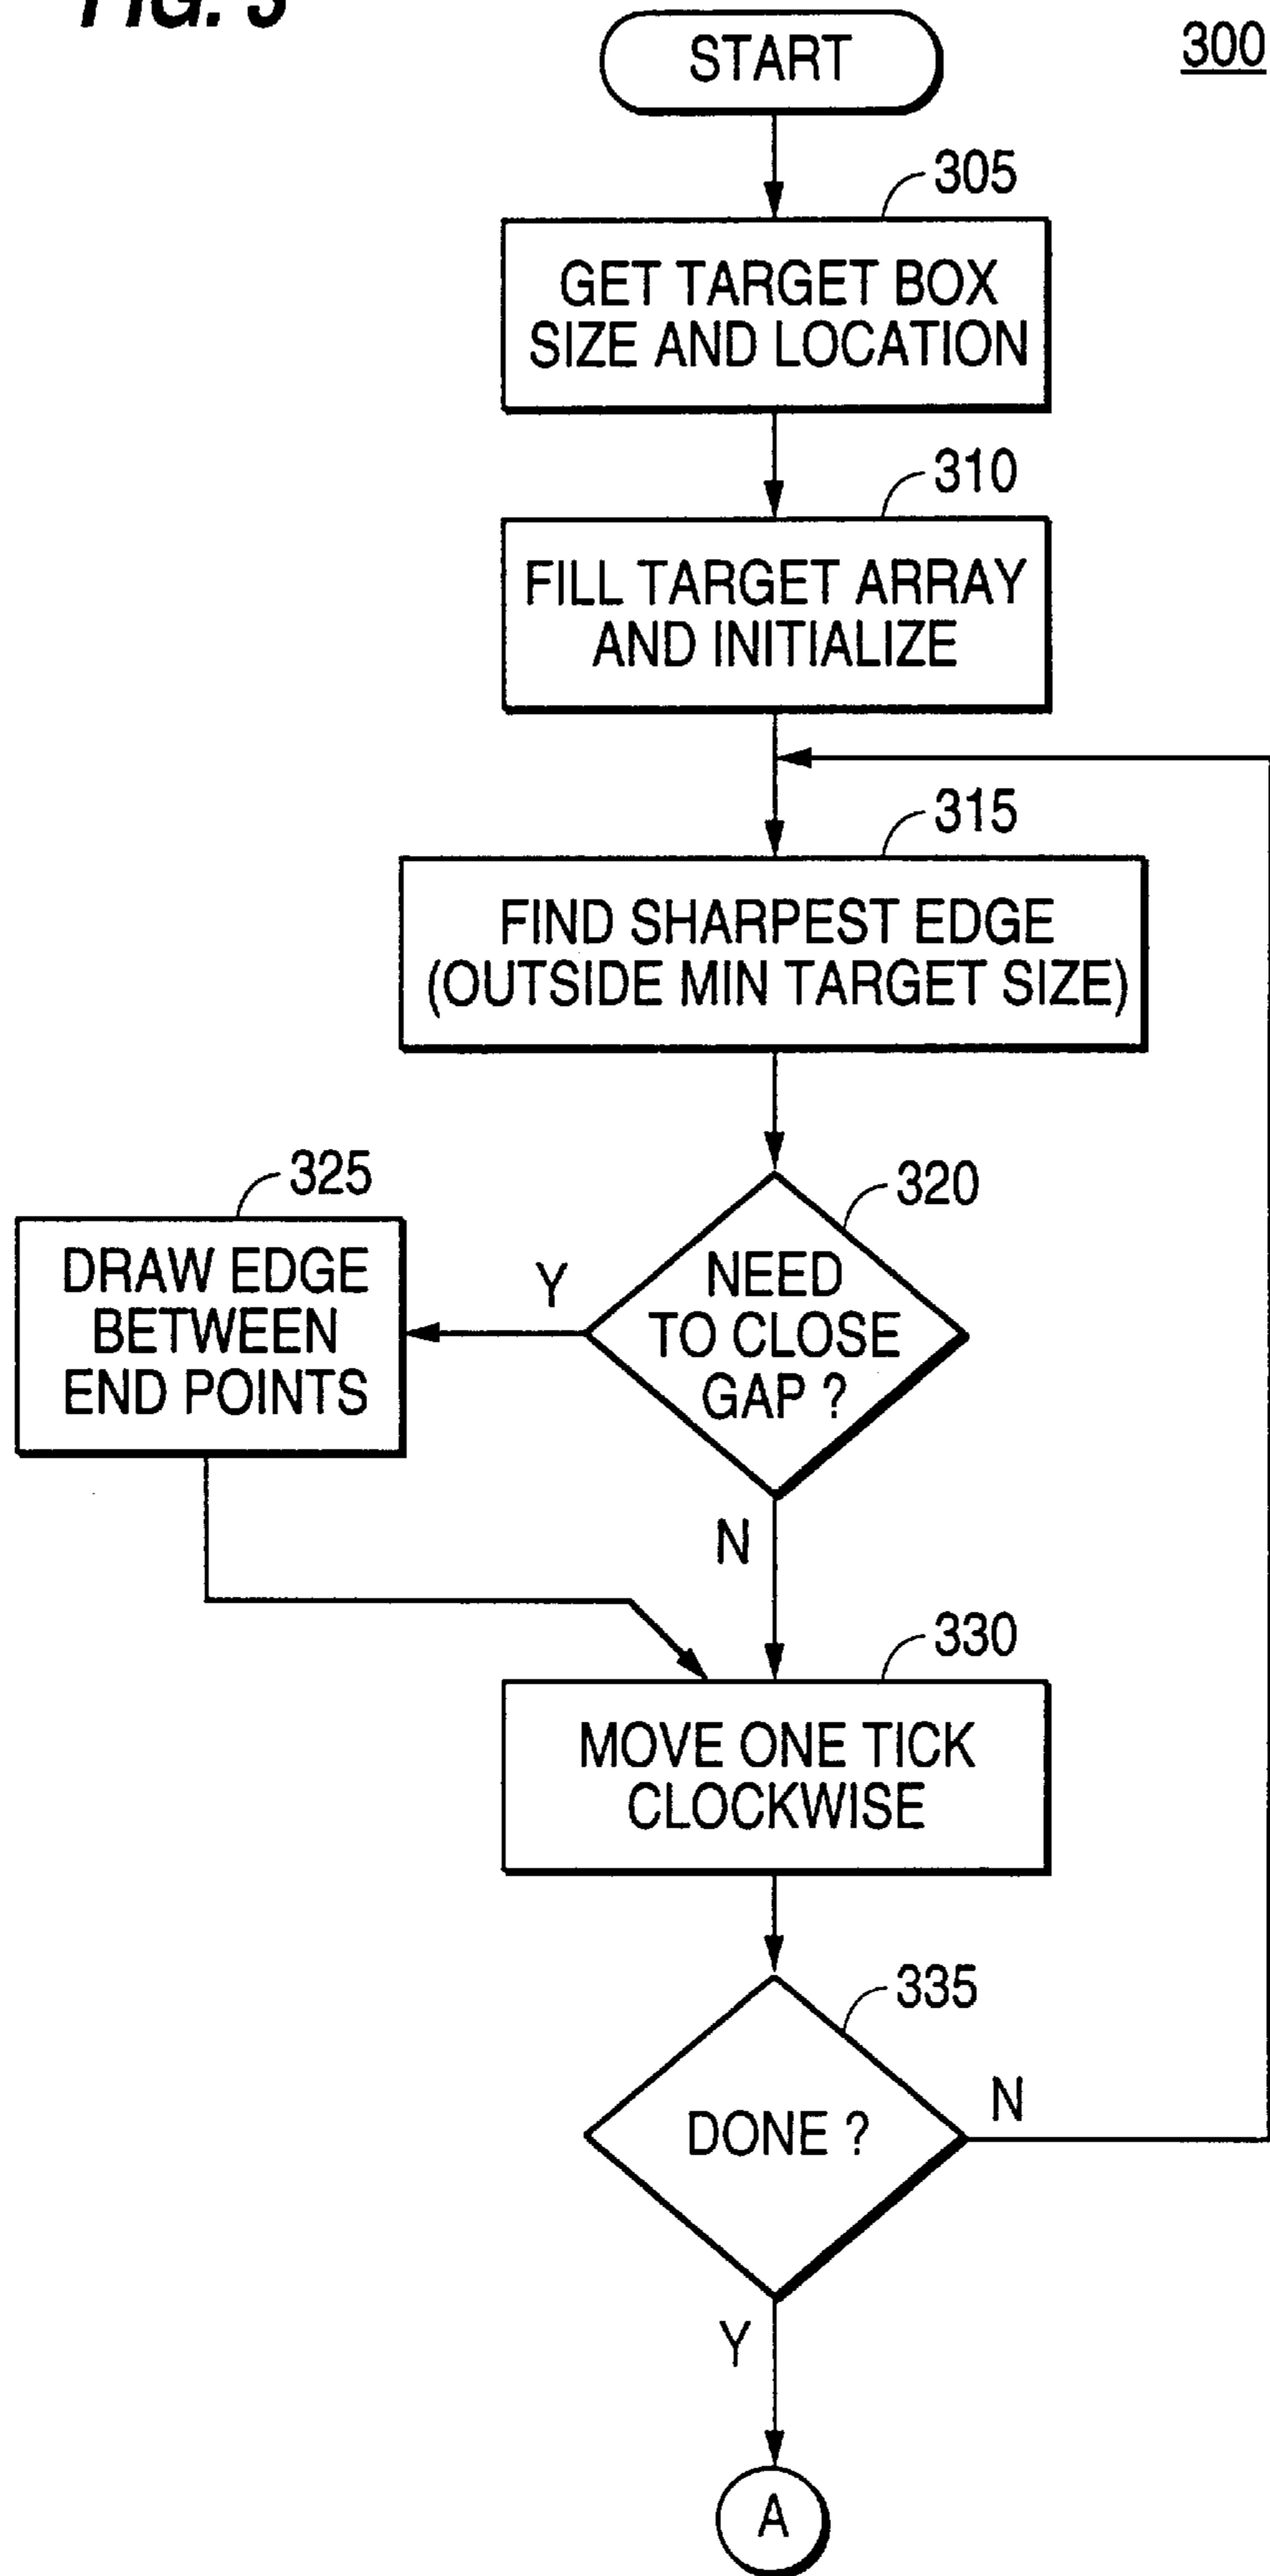 FIG. 3
300
START
305
GET TARGET BOX
SIZE AND LOCATION
310
FILL TARGET ARRAY
AND INITIALIZE
315
FIND SHARPEST EDGE
(OUTSIDE MIN TARGET SIZE)
320
NEED
TO CLOSE
GAP ?
Y
325
DRAW EDGE
BETWEEN
END POINTS
N
330
MOVE ONE TICK
CLOCKWISE
335
DONE ?
N
Y
A